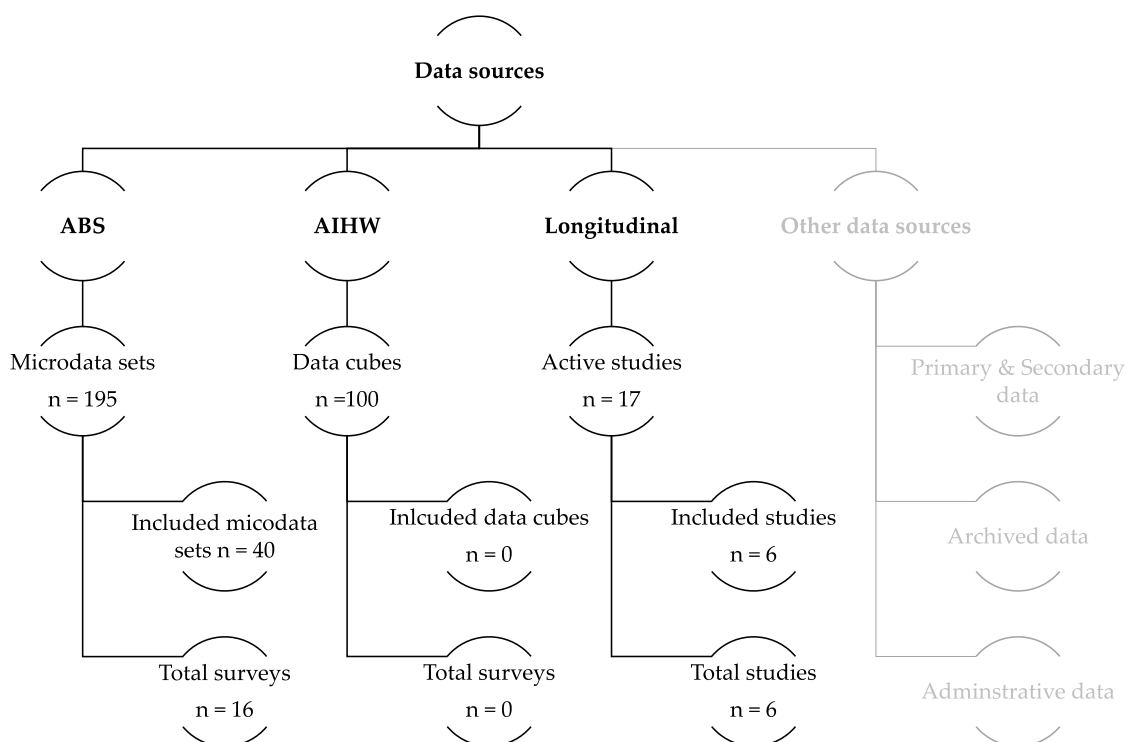 Data sources
ABS
AIHW
Longitudinal
Other data sources
Microdata sets
n = 195
Data cubes
n =100
Active studies
n = 17
Primary & Secondary
data
Included micodata
sets n = 40
Inlcuded data cubes
n = 0
Included studies
n = 6
Archived data
Total surveys
n = 16
Total surveys
n = 0
Total studies
n = 6
Adminstrative data